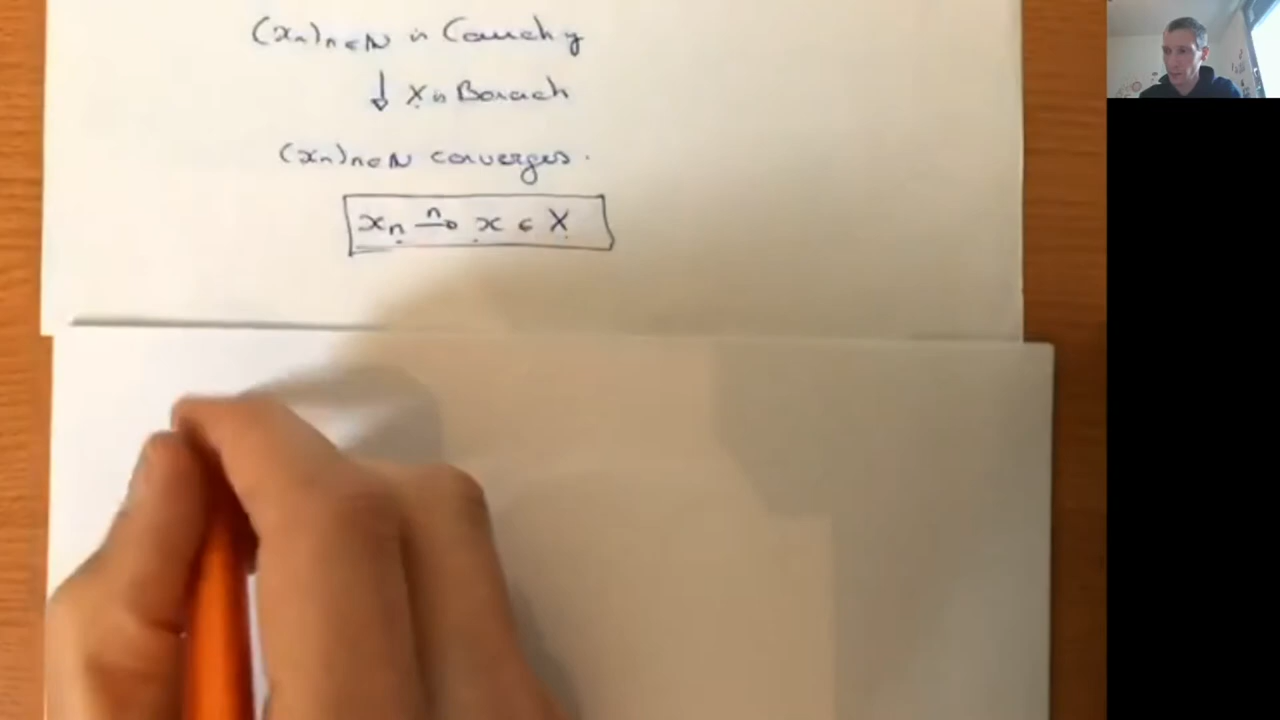 (xₙ)ₙ∈ℕ is Cauchy
↓ X is Banach
(xₙ)ₙ∈ℕ converges.
xₙ →ⁿ x ∈ X